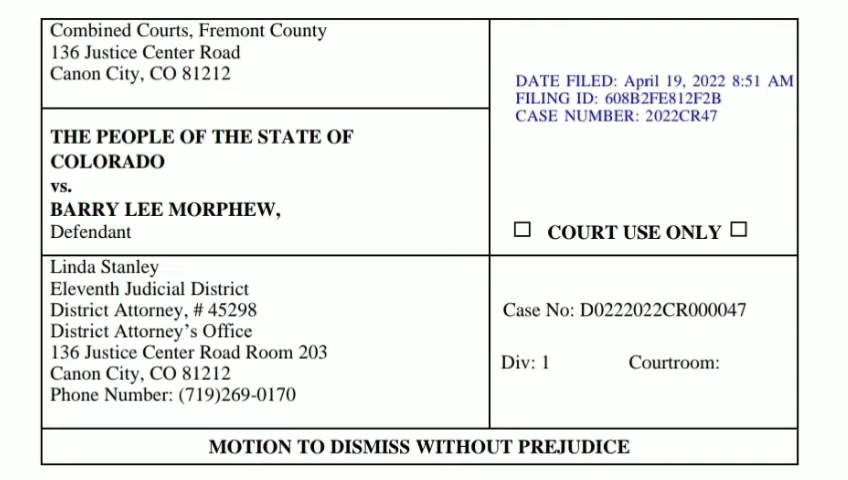 Combined Courts, Fremont County
136 Justice Center Road
Canon City, CO 81212
DATE FILED: April 19, 2022 8:51 AM
FILING ID: 608B2FE812F2B
CASE NUMBER: 2022CR47
THE PEOPLE OF THE STATE OF
COLORADO
vs.
BARRY LEE MORPHEW,
Defendant
☐ COURT USE ONLY ☐
Linda Stanley
Eleventh Judicial District
District Attorney, # 45298
District Attorney’s Office
136 Justice Center Road Room 203
Canon City, CO 81212
Phone Number: (719)269-0170
Case No: D0222022CR000047
Div: 1 Courtroom:
MOTION TO DISMISS WITHOUT PREJUDICE